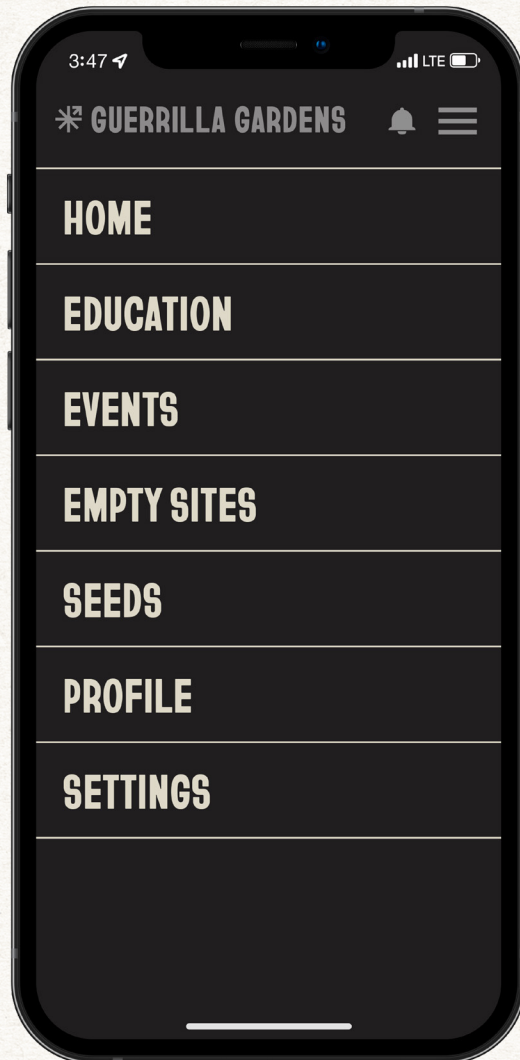 3:47 LTE
GUERRILLA GARDENS
HOME
EDUCATION
EVENTS
EMPTY SITES
SEEDS
PROFILE
SETTINGS